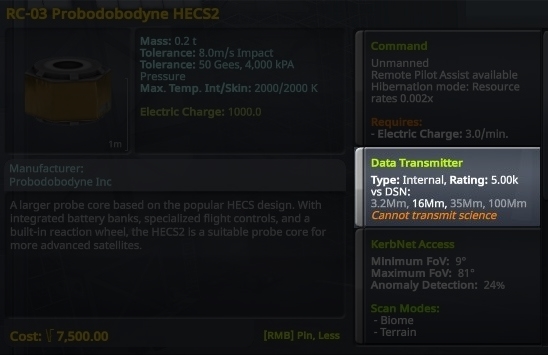 RC-03 Probodobodyne HECS2
Mass: 0.2 t
Tolerance: 8.0m/s Impact
Tolerance: 50 Gees, 4,000 kPA
Pressure
Max. Temp. Int/Skin: 2000/2000 K
Electric Charge: 1000.0
1m
Manufacturer:
Probodobodyne Inc
A larger probe core based on the popular HECS design. With
integrated battery banks, specialized flight controls, and a
built-in reaction wheel, the HECS2 is a suitable probe core for
more advanced satellites.
Cost: 7,500.00
[RMB] Pin, Less
Command
Unmanned
Remote Pilot Assist available
Hibernation mode: Resource
rates 0.002x
Requires:
- Electric Charge: 3.0/min.
Data Transmitter
Type: Internal, Rating: 5.00k
vs DSN:
3.2Mm, 16Mm, 35Mm, 100Mm
Cannot transmit science
KerbNet Access
Minimum FoV: 9°
Maximum FoV: 81°
Anomaly Detection: 24%
Scan Modes:
- Biome
- Terrain